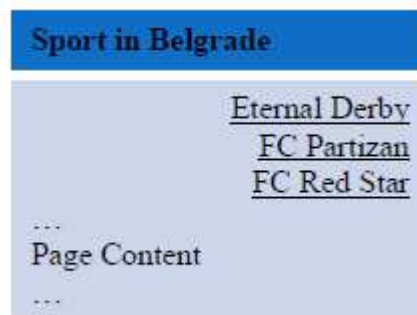 Sport in Belgrade
Eternal Derby
FC Partizan
FC Red Star
...
Page Content
...